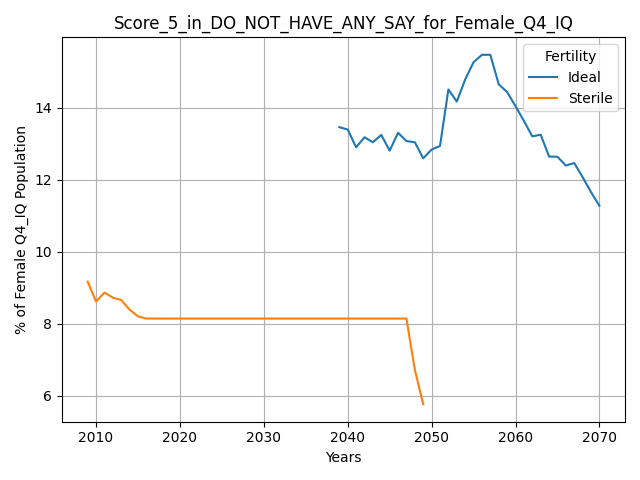 Score_5_in_DO_NOT_HAVE_ANY_SAY_for_Female_Q4_IQ
Fertility
Ideal
Sterile
% of Female Q4_IQ Population
14
12
10
8
6
2010 2020 2030 2040 2050 2060 2070
Years